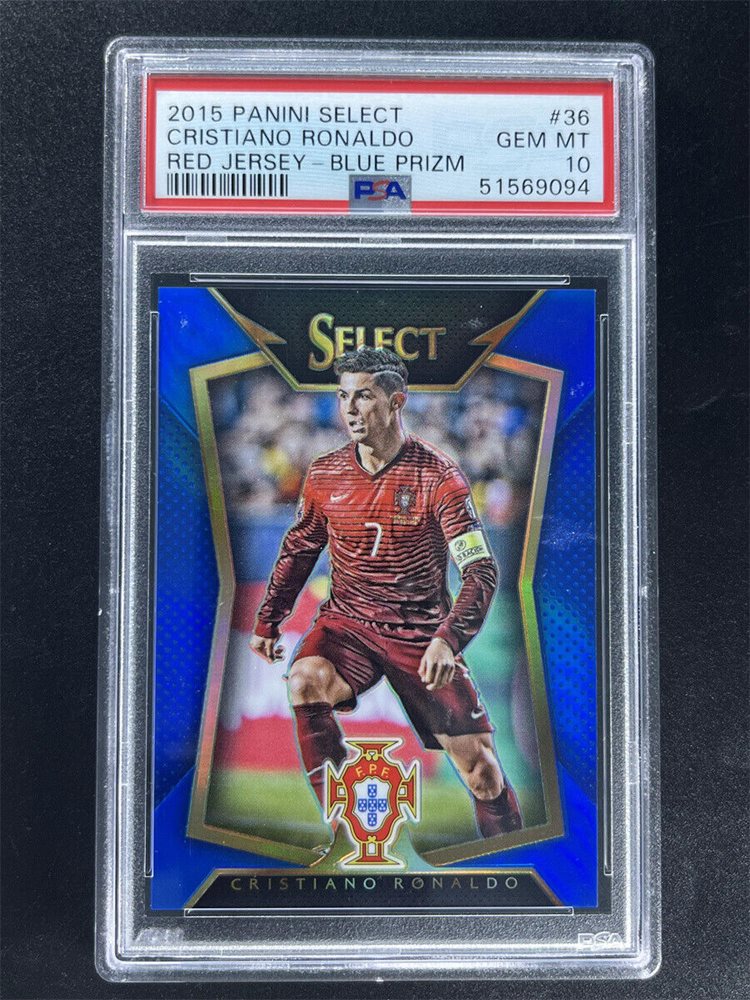 2015 PANINI SELECT #36
CRISTIANO RONALDO GEM MT
RED JERSEY - BLUE PRIZM 10
PSA 51569094
SELECT
7
F.P.F.
CRISTIANO RONALDO
PSA